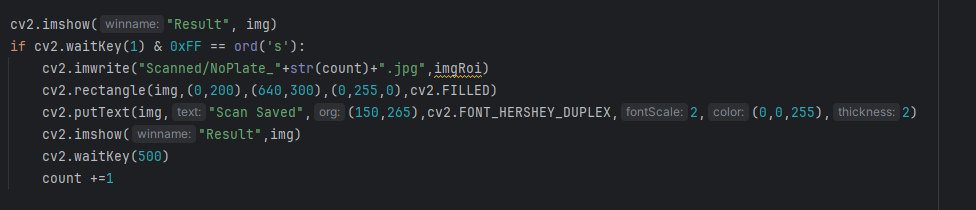 cv2.imshow( winname: "Result", img)
if cv2.waitKey(1) & 0xFF == ord('s'):
    cv2.imwrite("Scanned/NoPlate_"+str(count)+".jpg",imgRoi)
    cv2.rectangle(img,(0,200),(640,300),(0,255,0),cv2.FILLED)
    cv2.putText(img, text: "Scan Saved", org: (150,265),cv2.FONT_HERSHEY_DUPLEX, fontScale: 2, color: (0,0,255), thickness: 2)
    cv2.imshow( winname: "Result",img)
    cv2.waitKey(500)
    count +=1